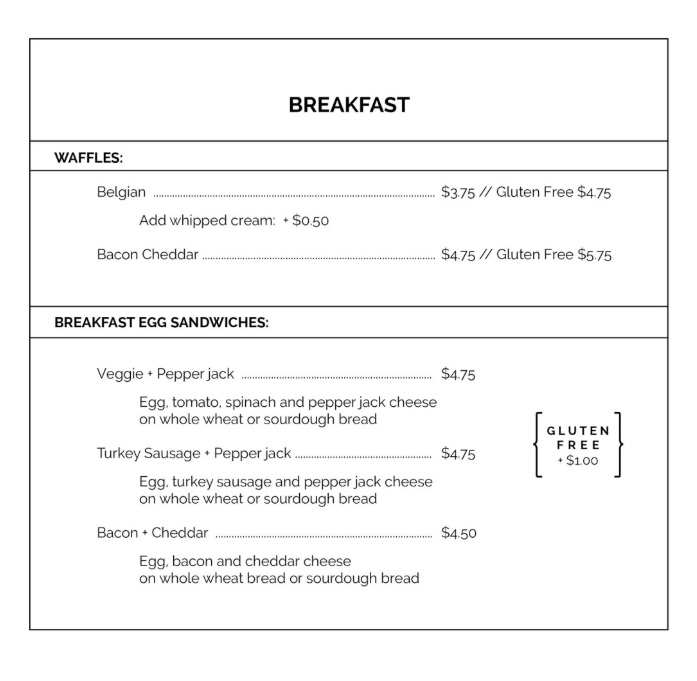 BREAKFAST
WAFFLES:
Belgian ........................................ $3.75 // Gluten Free $4.75
Add whipped cream: + $0.50
Bacon Cheddar ........................................ $4.75 // Gluten Free $5.75
BREAKFAST EGG SANDWICHES:
Veggie + Pepper jack ........................................ $4.75
Egg, tomato, spinach and pepper jack cheese
on whole wheat or sourdough bread
Turkey Sausage + Pepper jack ........................................ $4.75
Egg, turkey sausage and pepper jack cheese
on whole wheat or sourdough bread
Bacon + Cheddar ........................................ $4.50
Egg, bacon and cheddar cheese
on whole wheat bread or sourdough bread
GLUTEN
FREE
+ $1.00